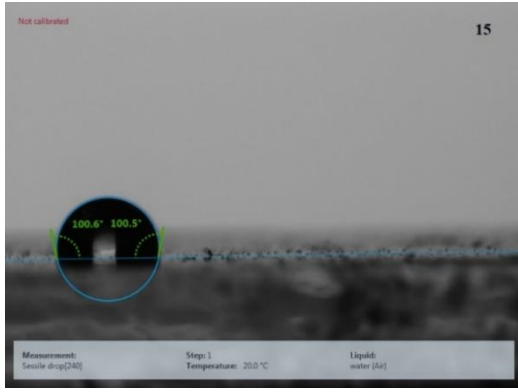 Not calibrated
15
100.6° 100.5°
Measurement: Step: 1 Liquid:
Sessile drop[240] Temperature: 20.0 °C water (Air)